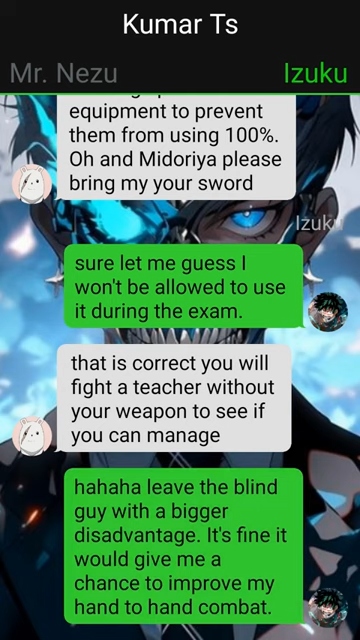 Kumar Ts
Mr. Nezu
Izuku
equipment to prevent
them from using 100%.
Oh and Midoriya please
bring my your sword
Izuku
sure let me guess I
won't be allowed to use
it during the exam.
that is correct you will
fight a teacher without
your weapon to see if
you can manage
hahaha leave the blind
guy with a bigger
disadvantage. It's fine it
would give me a
chance to improve my
hand to hand combat.